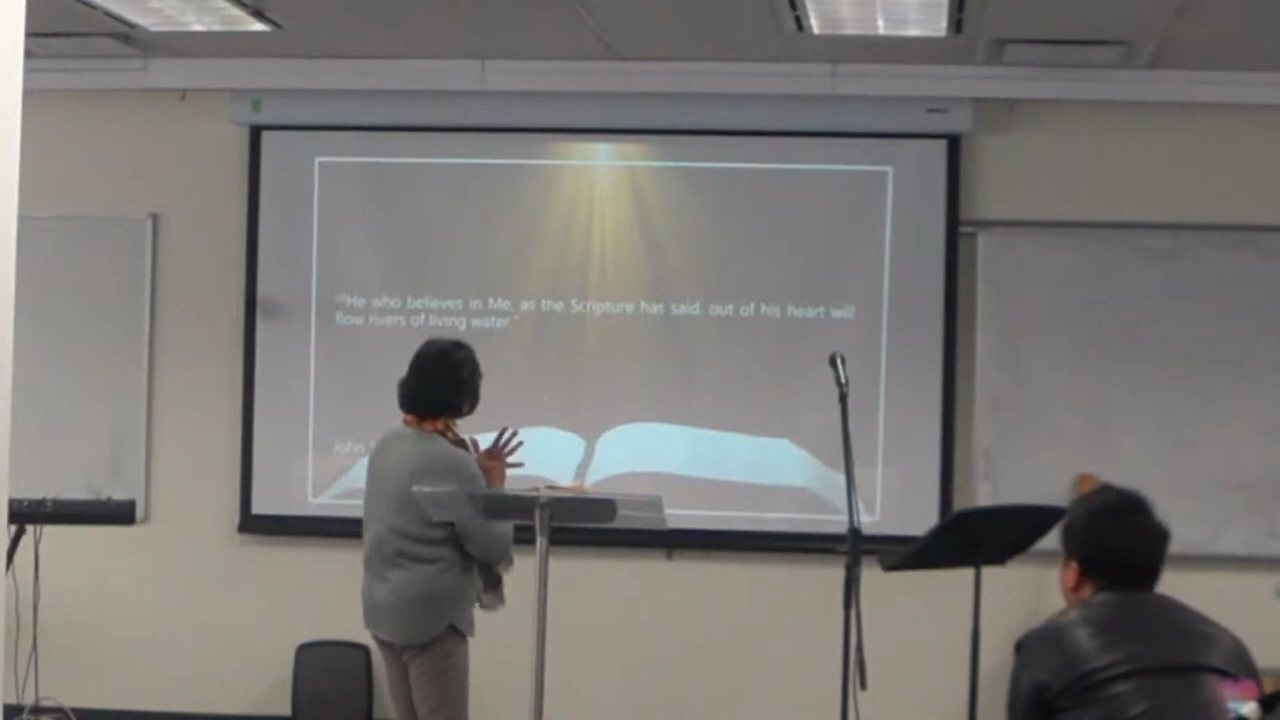 "He who believes in Me, as the Scripture has said, out of his heart will
flow rivers of living water."
John